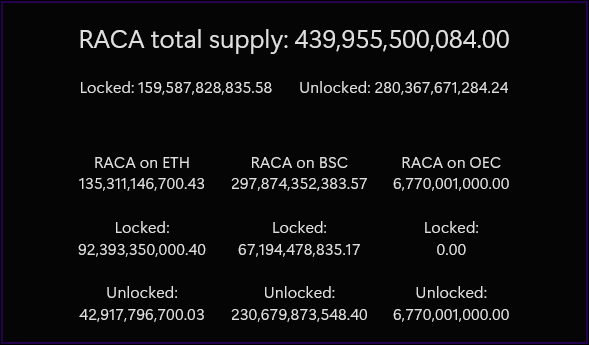 RACA total supply: 439,955,500,084.00
Locked: 159,587,828,835.58 Unlocked: 280,367,671,284.24
RACA on ETH RACA on BSC RACA on OEC
135,311,146,700.43 297,874,352,383.57 6,770,001,000.00
Locked: Locked: Locked:
92,393,350,000.40 67,194,478,835.17 0.00
Unlocked: Unlocked: Unlocked:
42,917,796,700.03 230,679,873,548.40 6,770,001,000.00